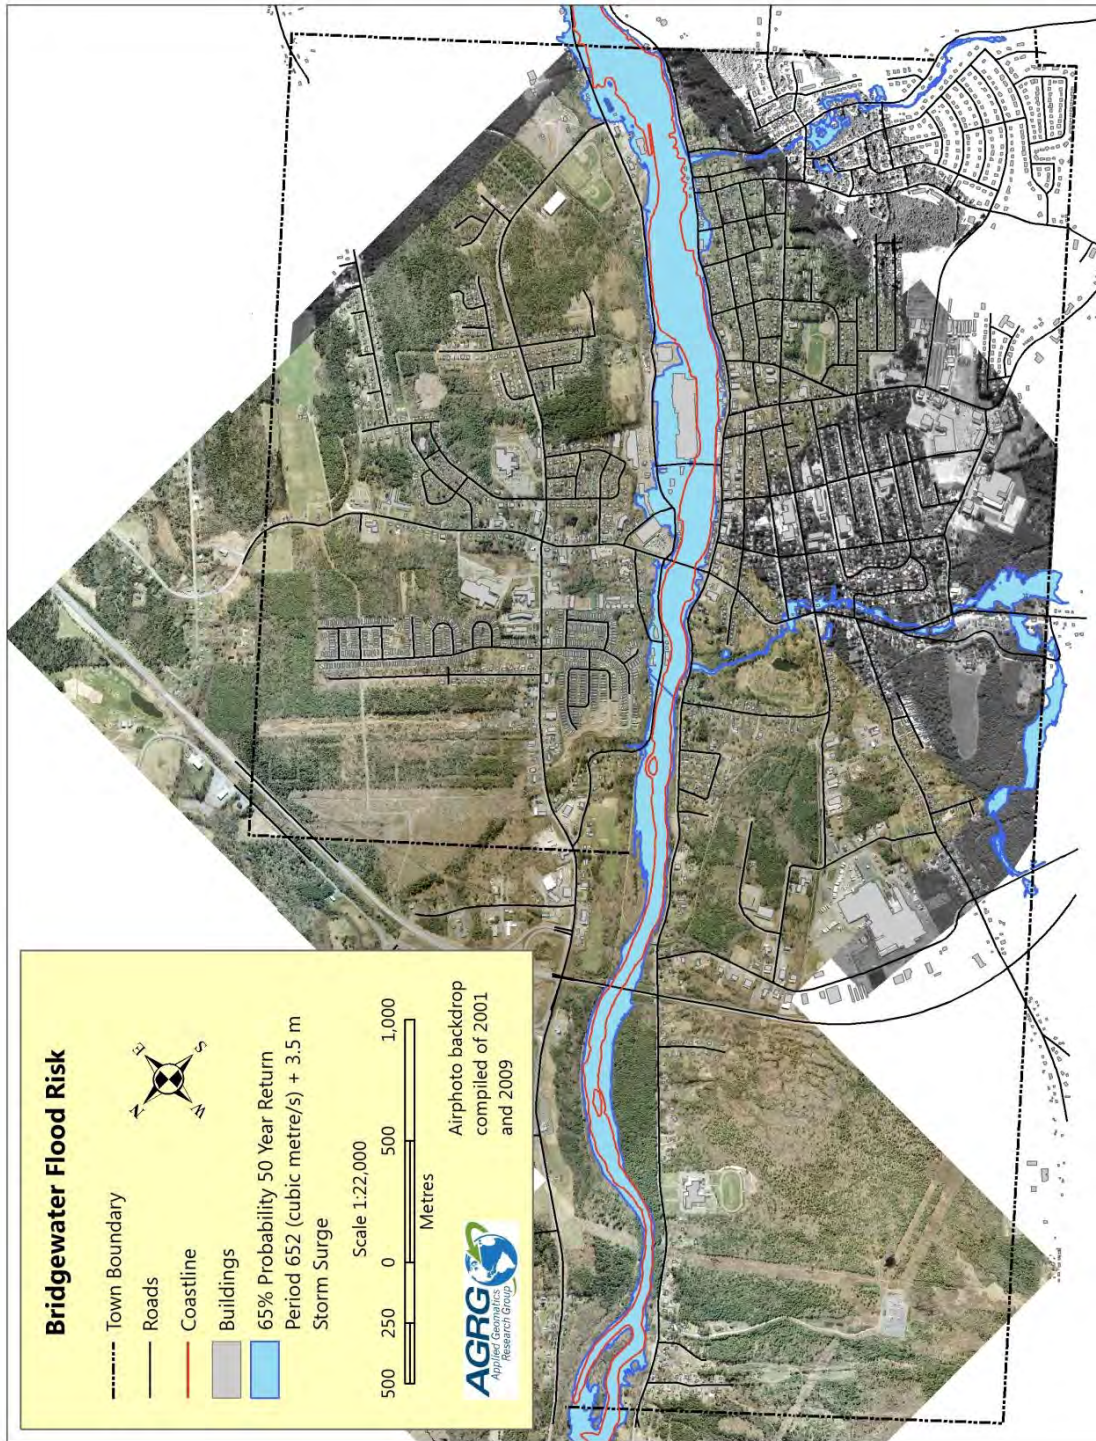 Bridgewater Flood Risk
N
E
S
W
Town Boundary
Roads
Coastline
Buildings
65% Probability 50 Year Return
Period 652 (cubic metre/s) + 3.5 m
Storm Surge
Scale 1:22,000
500 250 0 500 1,000
Metres
AGRG
Applied Geomatics
Research Group
Airphoto backdrop
compiled of 2001
and 2009